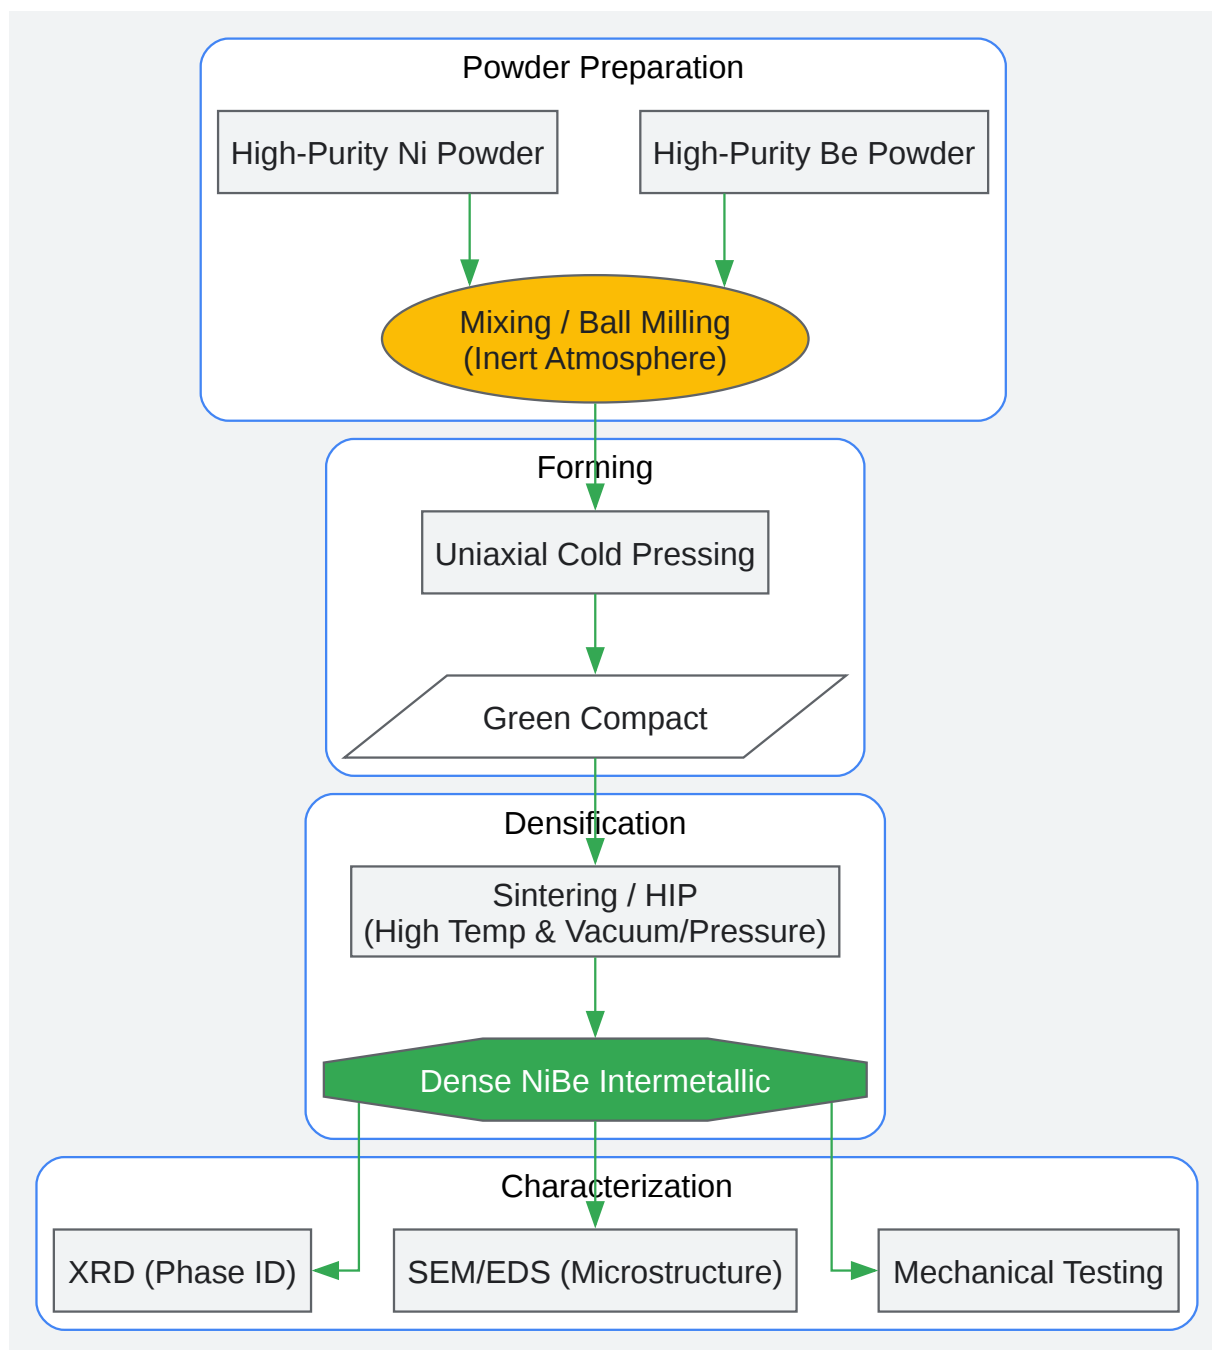 Powder Preparation
High-Purity Ni Powder
High-Purity Be Powder
Mixing / Ball Milling
(Inert Atmosphere)
Forming
Uniaxial Cold Pressing
Green Compact
Densification
Sintering / HIP
(High Temp & Vacuum/Pressure)
Dense NiBe Intermetallic
Characterization
XRD (Phase ID)
SEM/EDS (Microstructure)
Mechanical Testing